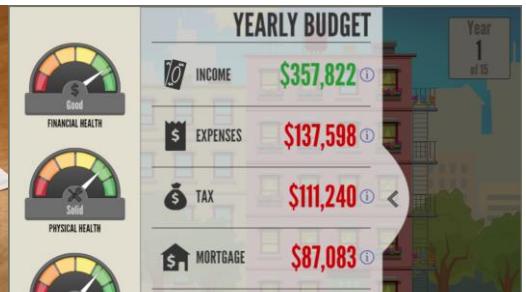 YEARLY BUDGET
Year
1
of 15
INCOME $357,822
Good
FINANCIAL HEALTH
EXPENSES $137,598
TAX $111,240
Solid
PHYSICAL HEALTH
MORTGAGE $87,083